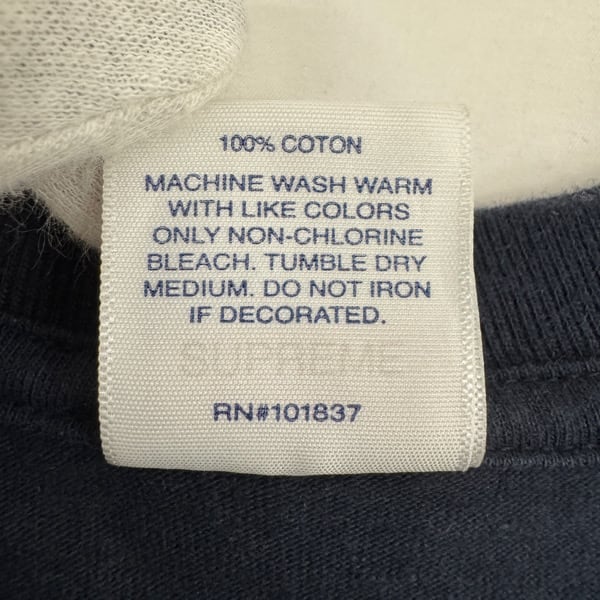 100% COTON
MACHINE WASH WARM
WITH LIKE COLORS
ONLY NON-CHLORINE
BLEACH. TUMBLE DRY
MEDIUM. DO NOT IRON
IF DECORATED.
SUPREME
RN#101837